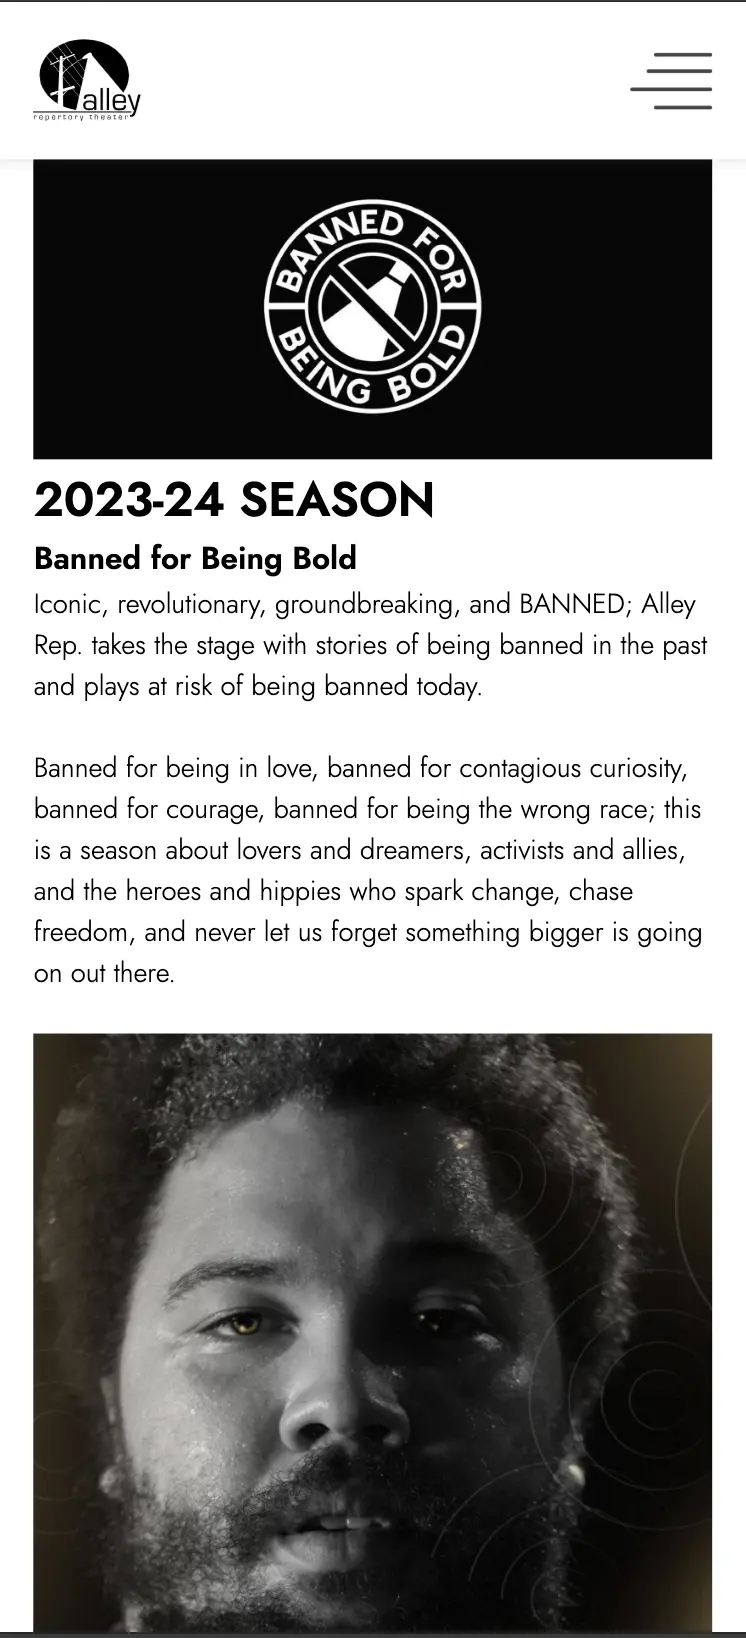 alley
repertory theater
BANNED FOR
BEING BOLD
2023-24 SEASON
Banned for Being Bold
Iconic, revolutionary, groundbreaking, and BANNED; Alley
Rep. takes the stage with stories of being banned in the past
and plays at risk of being banned today.
Banned for being in love, banned for contagious curiosity,
banned for courage, banned for being the wrong race; this
is a season about lovers and dreamers, activists and allies,
and the heroes and hippies who spark change, chase
freedom, and never let us forget something bigger is going
on out there.